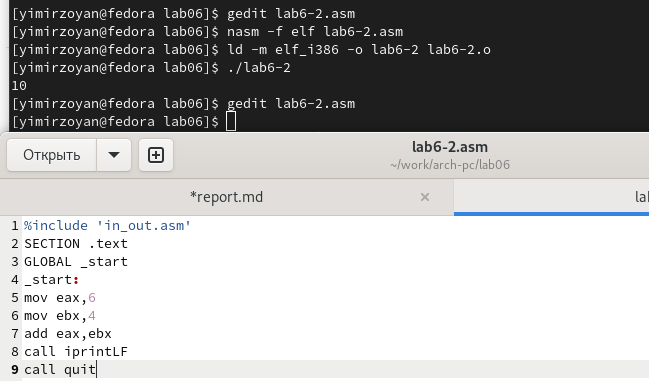 [yimirzoyan@fedora lab06]$ gedit lab6-2.asm
[yimirzoyan@fedora lab06]$ nasm -f elf lab6-2.asm
[yimirzoyan@fedora lab06]$ ld -m elf_i386 -o lab6-2 lab6-2.o
[yimirzoyan@fedora lab06]$ ./lab6-2
10
[yimirzoyan@fedora lab06]$ gedit lab6-2.asm
[yimirzoyan@fedora lab06]$
Открыть
lab6-2.asm
~/work/arch-pc/lab06
*report.md
×
la
1 %include 'in_out.asm'
2 SECTION .text
3 GLOBAL _start
4 _start:
5 mov eax,6
6 mov ebx,4
7 add eax,ebx
8 call iprintLF
9 call quit